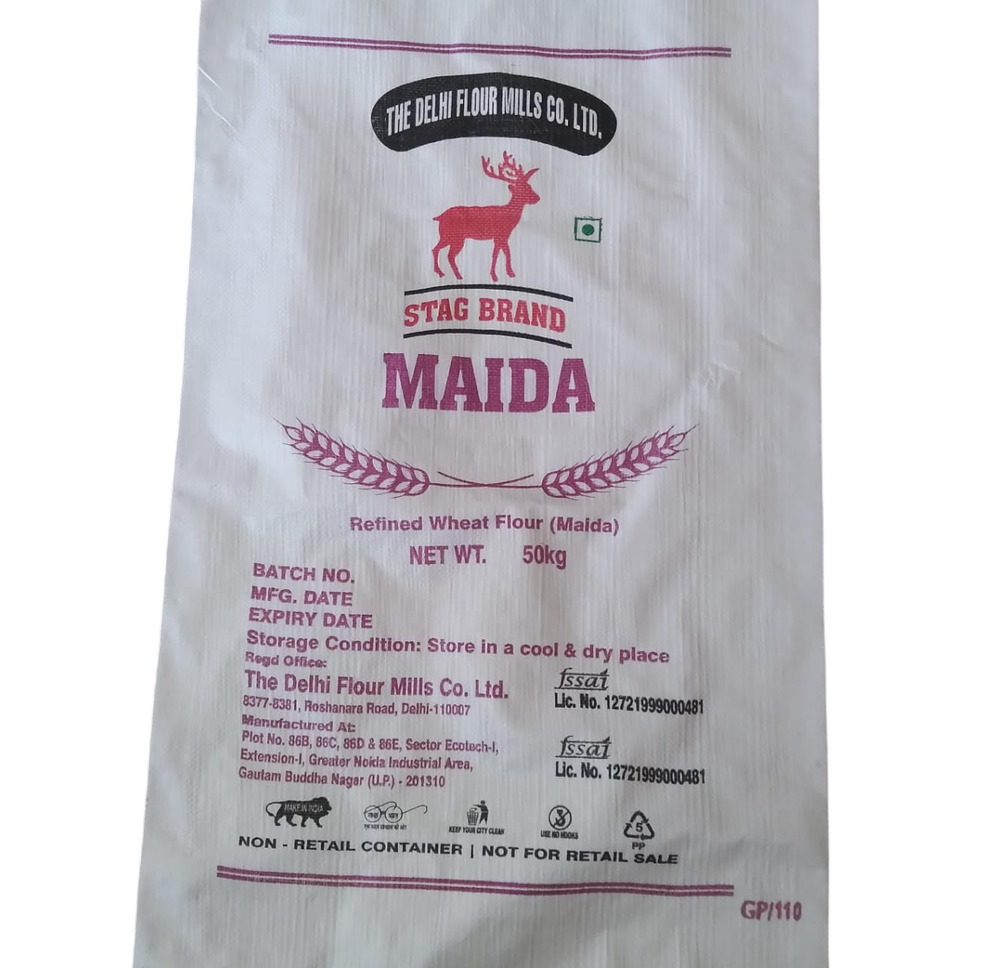 THE DELHI FLOUR MILLS CO. LTD.
STAG BRAND
MAIDA
Refined Wheat Flour (Maida)
NET WT. 50kg
BATCH NO.
MFG. DATE
EXPIRY DATE
Storage Condition: Store in a cool & dry place
Regd Office:
The Delhi Flour Mills Co. Ltd.
8377-8381, Roshanara Road, Delhi-110007
Manufactured At:
Plot No. 86B, 86C, 86D & 86E, Sector Ecotech-I,
Extension-I, Greater Noida Industrial Area,
Gautam Buddha Nagar (U.P.) - 201310
fssai
Lic. No. 12721999000481
fssai
Lic. No. 12721999000481
MAKE IN INDIA
KEEP YOUR CITY CLEAN
USE NO HOOKS
5
PP
NON - RETAIL CONTAINER | NOT FOR RETAIL SALE
GP/110